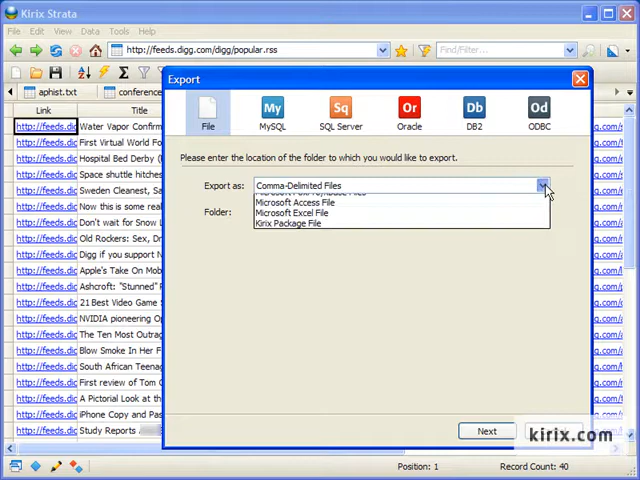 Kirix Strata
File Edit View Data Tools Help
http://feeds.digg.com/digg/popular.rss
Find/Filter...
aphist.txt
conference
Link
Title
http://feeds.dic Water Vapor Confirm
http://feeds.dic First Virtual World Fo
http://feeds.dic Hospital Bed Derby (
http://feeds.dic Space shuttle hitches
http://feeds.dic Sweden Cleaning, c
http://feeds.dic Now this is some real
http://feeds.dic Don't wait for Snow L
http://feeds.dic Old Rockers: Sex, Dr
http://feeds.dic Digg if you support N
http://feeds.dic Apple's Take On Mob
http://feeds.dic Ashcroft: "Stunned" P
http://feeds.dic 21 Best Video Game S
http://feeds.dic NVIDIA pioneering Op
http://feeds.dic The Ten Most Outrag
http://feeds.dic Blow Smoke In Her F
http://feeds.dic South African Teenag
http://feeds.dic First review of Tom C
http://feeds.dic A Pictorial Look at th
http://feeds.dic iPhone Copy and Pas
http://feeds.dic Study Reports
Export
My
Sq
Or
Db
Od
File
MySQL
SQL Server
Oracle
DB2
ODBC
Please enter the location of the folder to which you would like to export.
Export as:
Comma-Delimited Files
Microsoft Access File
Folder:
Microsoft Excel File
Kirix Package File
Next
kirix.com
Position: 1
Record Count: 40